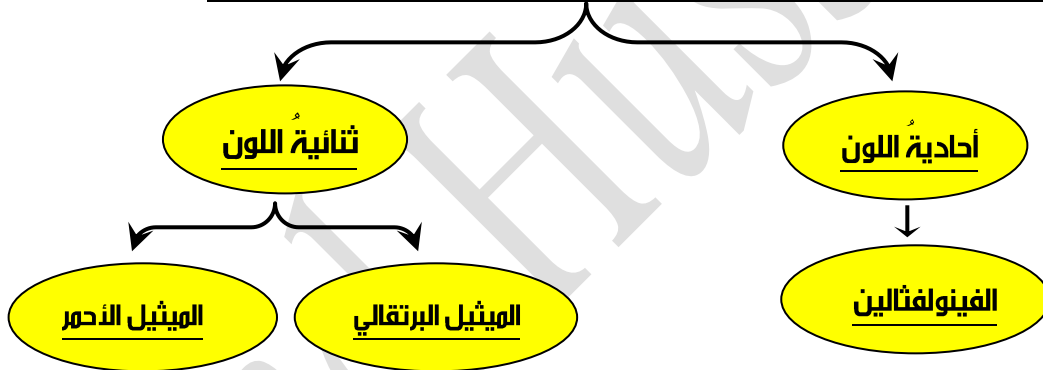 أحاديةُ اللون
ثنائيةُ اللون
الفينولفثالين
الميثيل البرتقالي
الميثيل الأحمر